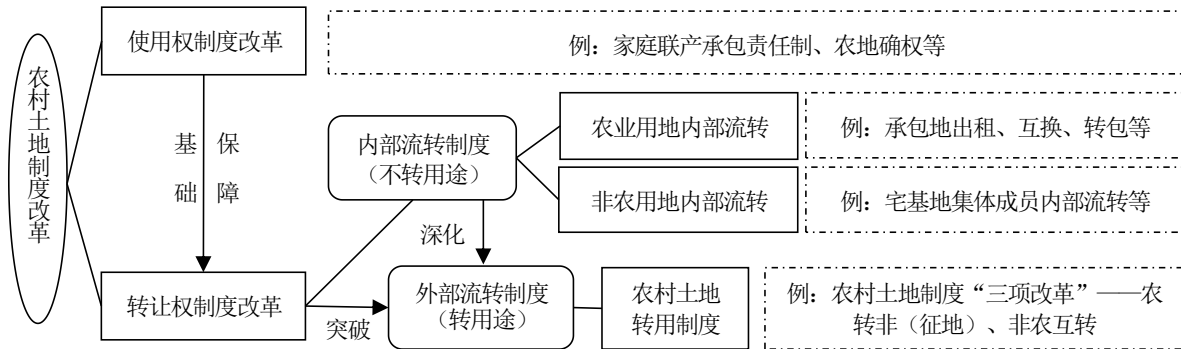 农村土地制度改革
使用权制度改革
例：家庭联产承包责任制、农地确权等
基础
保障
内部流转制度
（不转用途）
农业用地内部流转
例：承包地出租、互换、转包等
非农用地内部流转
例：宅基地集体成员内部流转等
深化
转让权制度改革
突破
外部流转制度
（转用途）
农村土地
转用制度
例：农村土地制度“三项改革”——农
转非（征地）、非农互转